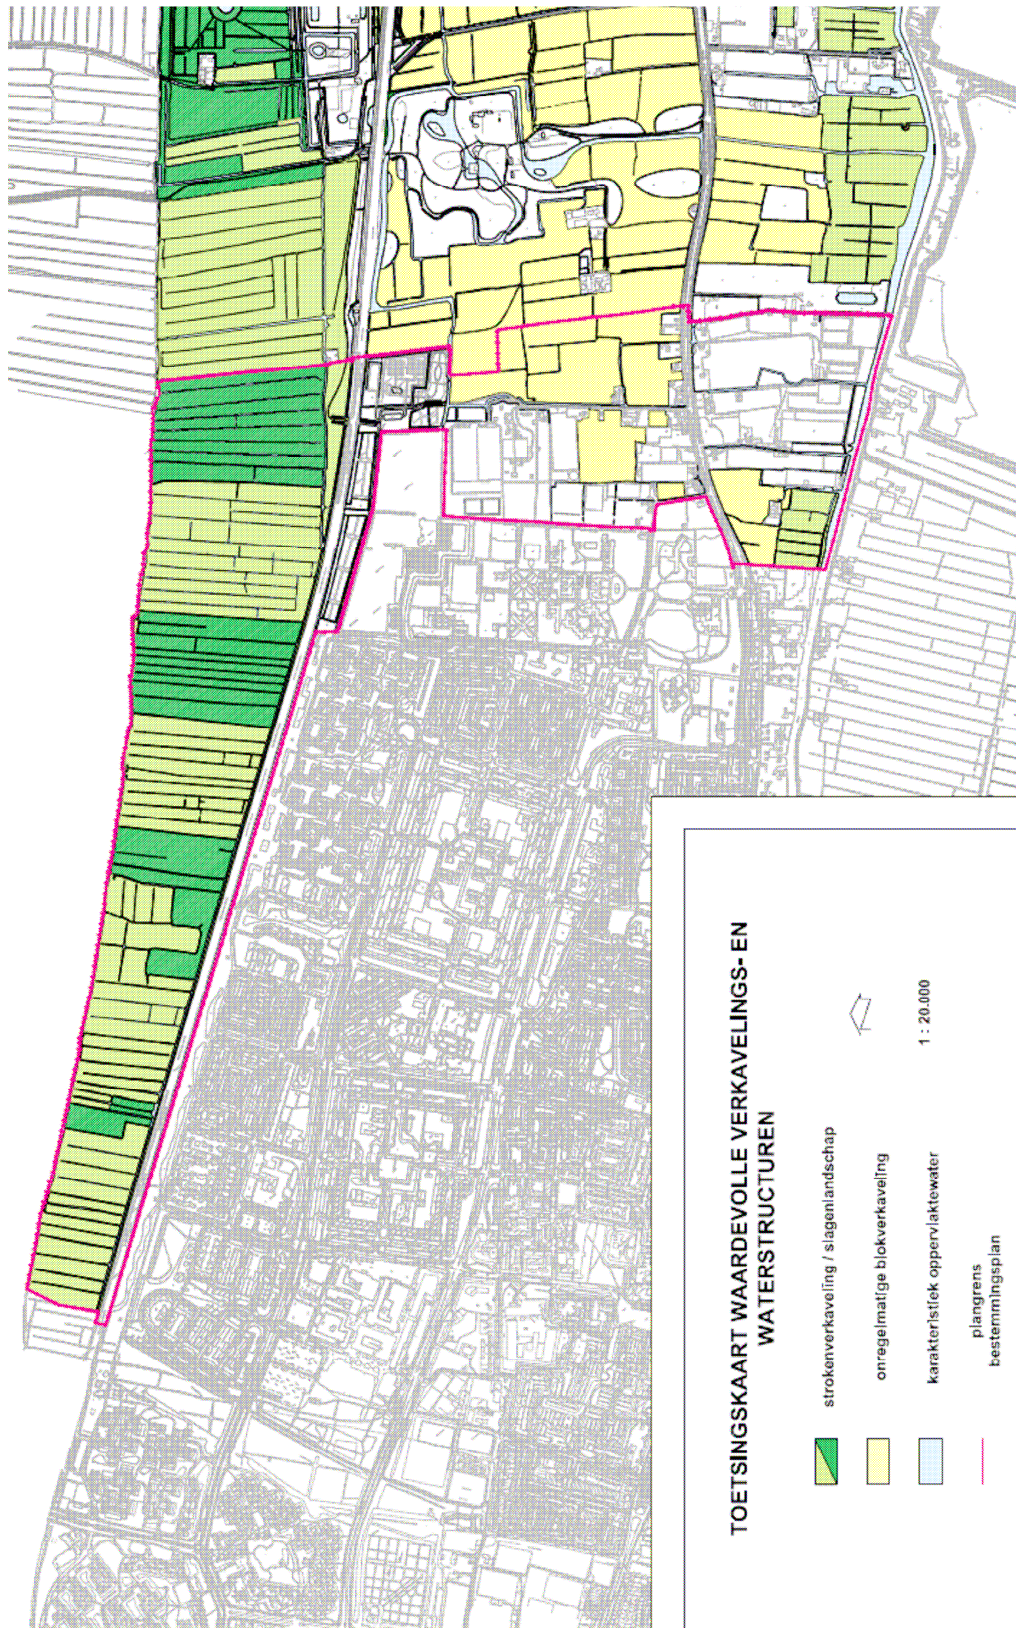 TOETSINGSKAART WAARDEVOLLE VERKAVELINGS- EN
WATERSTRUCTUREN
strokenverkaveling / slagenlandschap
onregelmatige blokverkaveling
karakteristiek oppervlaktewater
plangrens
bestemmingsplan
1 : 20.000